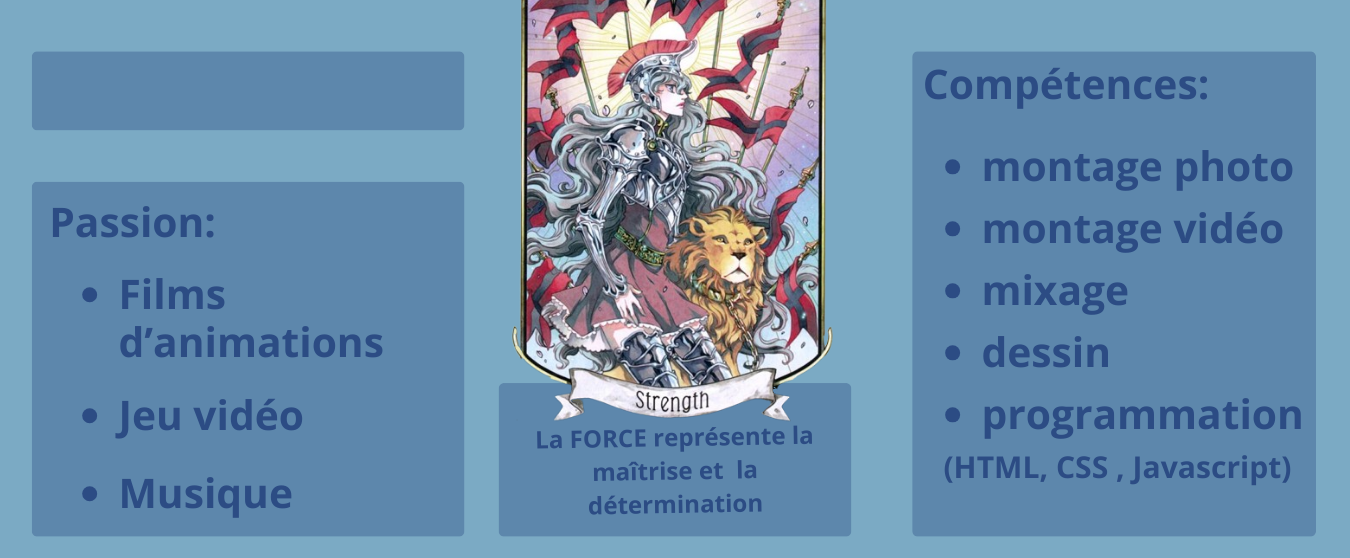 Passion:
• Films
d’animations
• Jeu vidéo
• Musique
Strength
La FORCE représente la
maîtrise et la
détermination
Compétences:
• montage photo
• montage vidéo
• mixage
• dessin
• programmation
(HTML, CSS , Javascript)